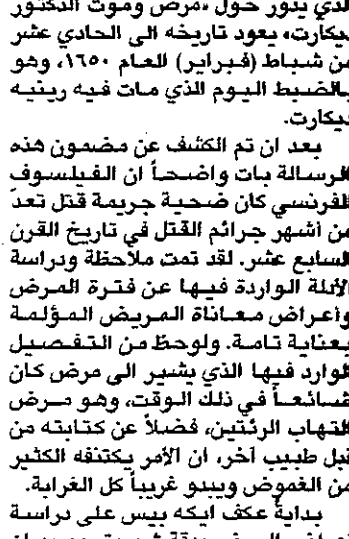 الذي يدور حول «مرض وموت الدكتور
ديكارت» يعود تاريخه الى الحادي عشر
من شباط (فبراير) العام ١٦٥٠، وهو
بالضبط اليوم الذي مات فيه رينيه
ديكارت.
بعد ان تم الكشف عن مضمون هذه
الرسالة بات واضحاً ان الفيلسوف
الفرنسي كان ضحية جريمة قتل تعدّ
من أشهر جرائم القتل في تاريخ القرن
السابع عشر. لقد تمت ملاحظة ودراسة
الأدلة الواردة فيها عن فترة المرض
وأعراض معاناة المريض المؤلمة
بعناية تامة. ولوحظ من التفصيل
الوارد فيها الذي يشير الى مرض كان
شائعاً في ذلك الوقت، وهو مرض
التهاب الرئتين، فضلاً عن كتابته من
قبل طبيب آخر، ان الأمر يكتنفه الكثير
من الغموض ويبدو غريباً كل الغرابة.
بدايةً عكف ايكه بيس على دراسة